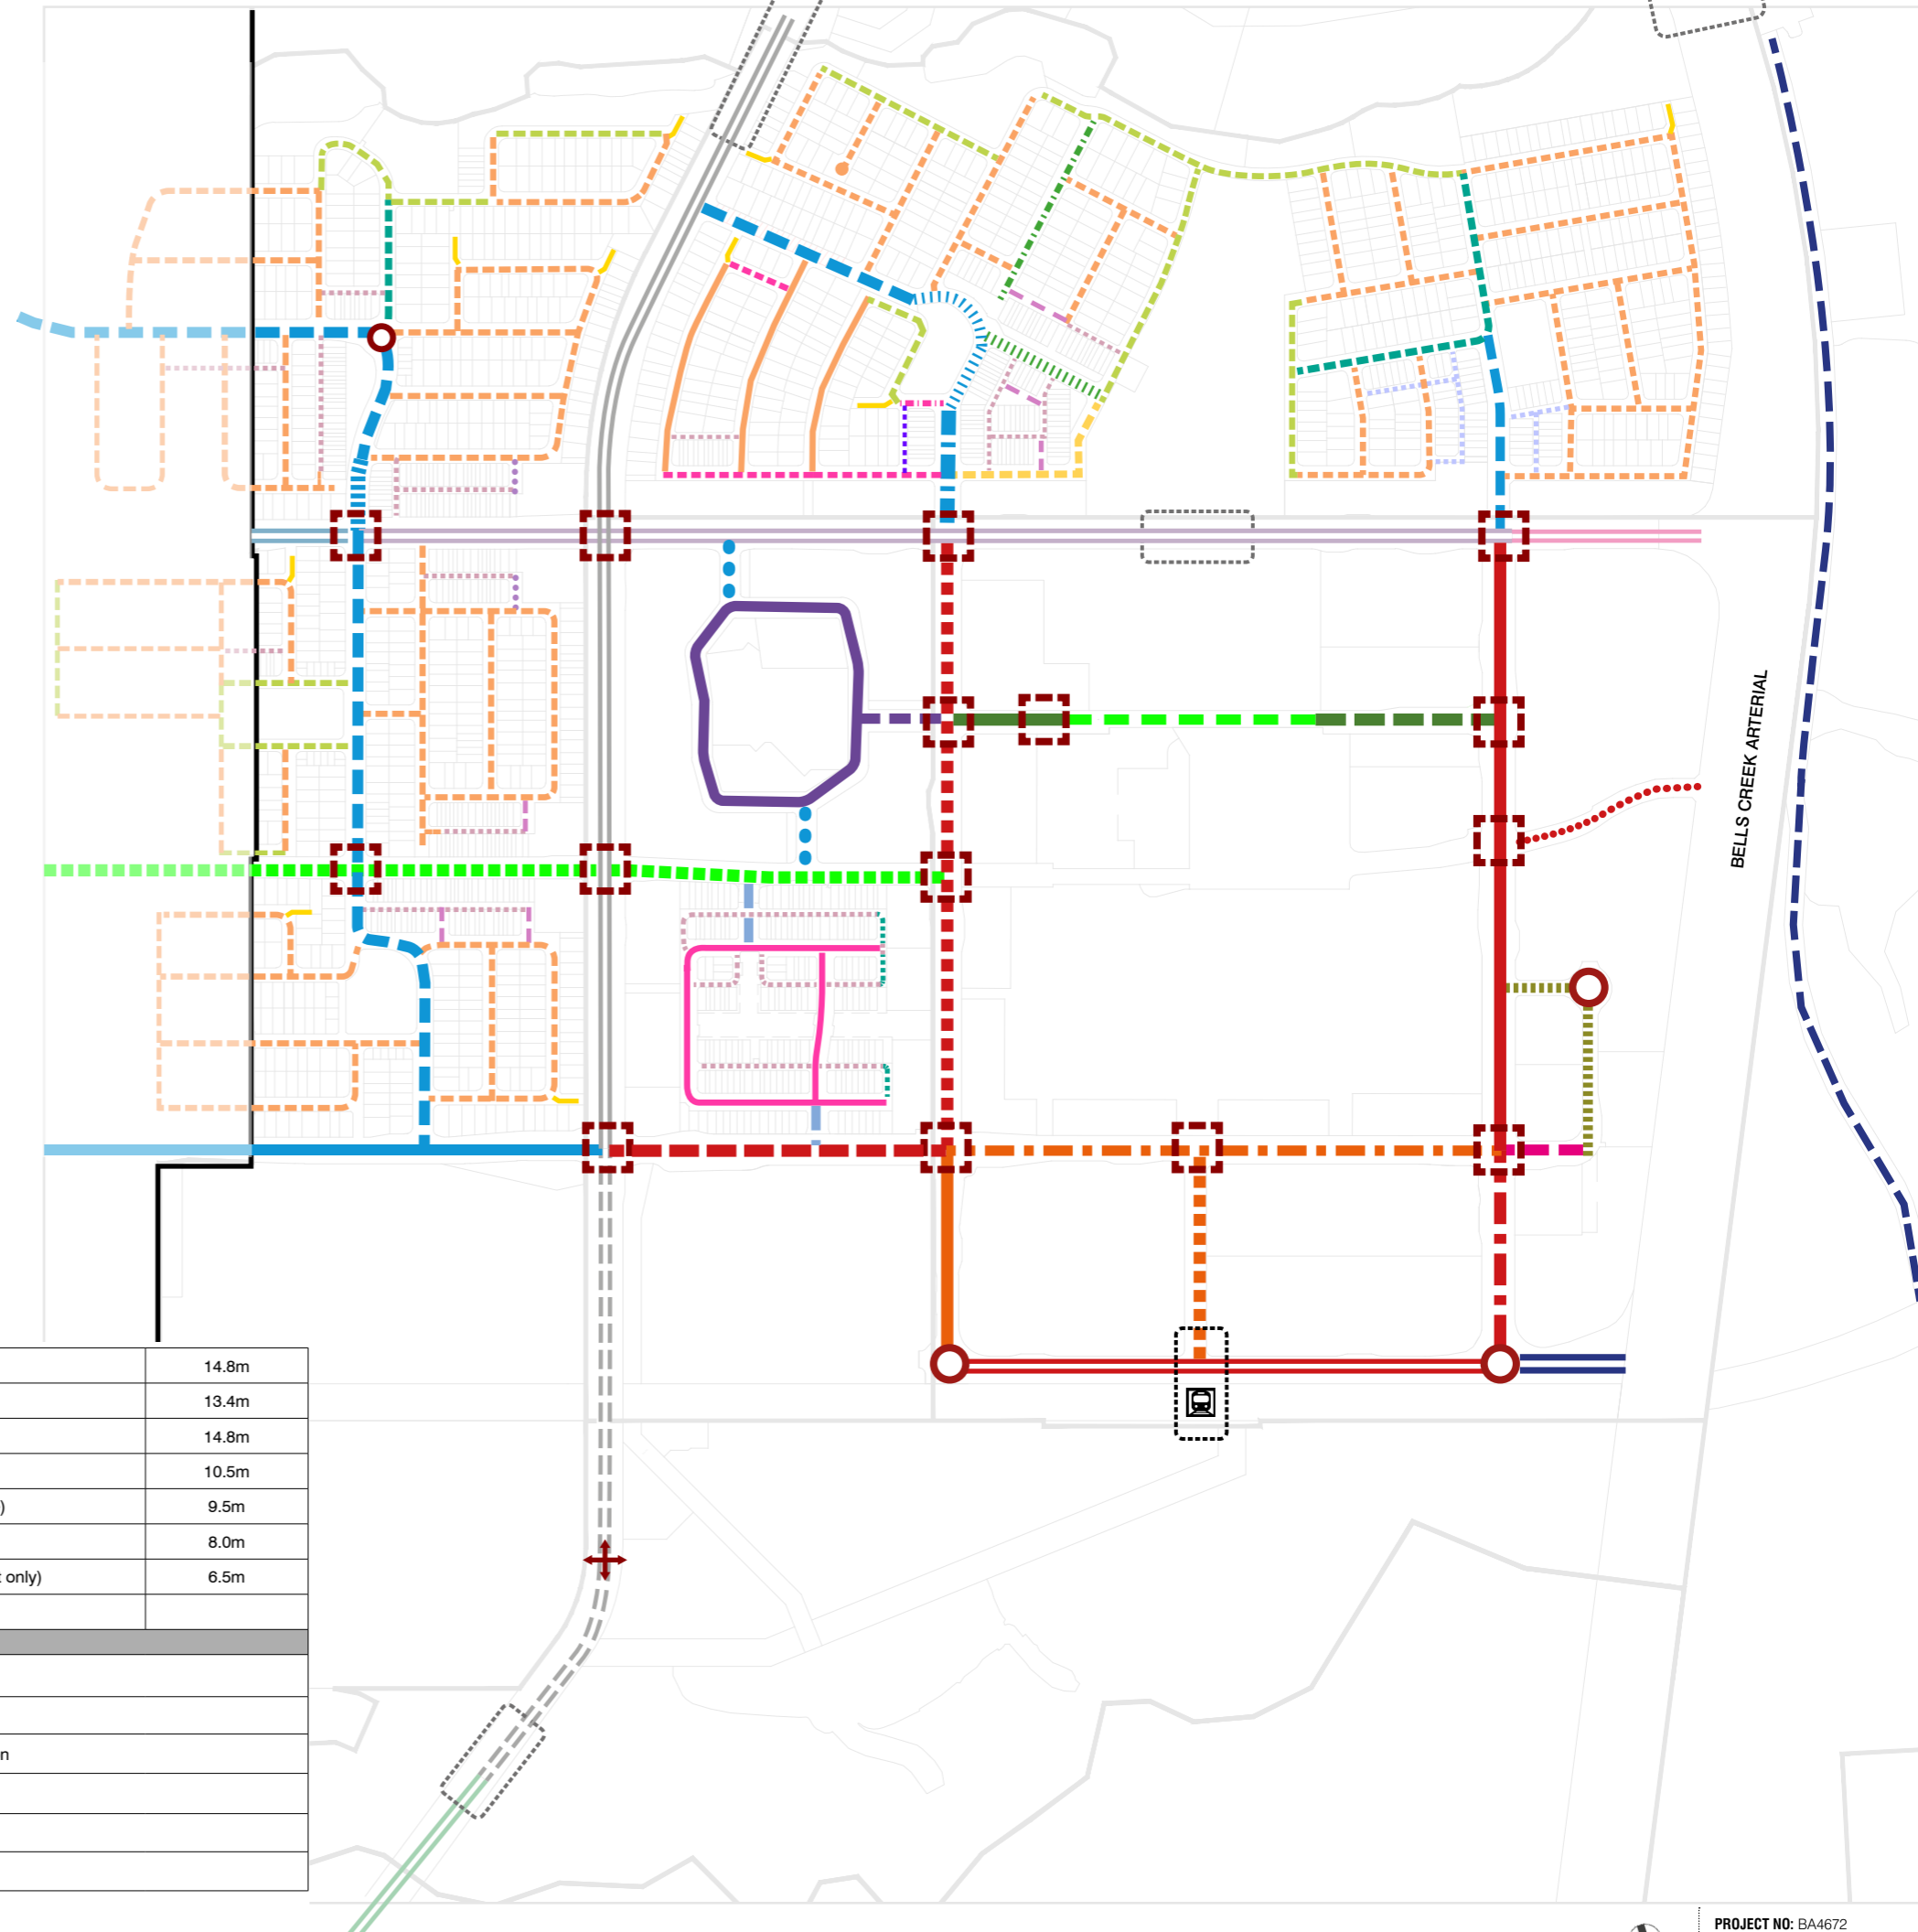 BELLS CREEK ARTERIAL
14.8m
13.4m
14.8m
10.5m
) 9.5m
8.0m
only) 6.5m
n
PROJECT NO: BA4672